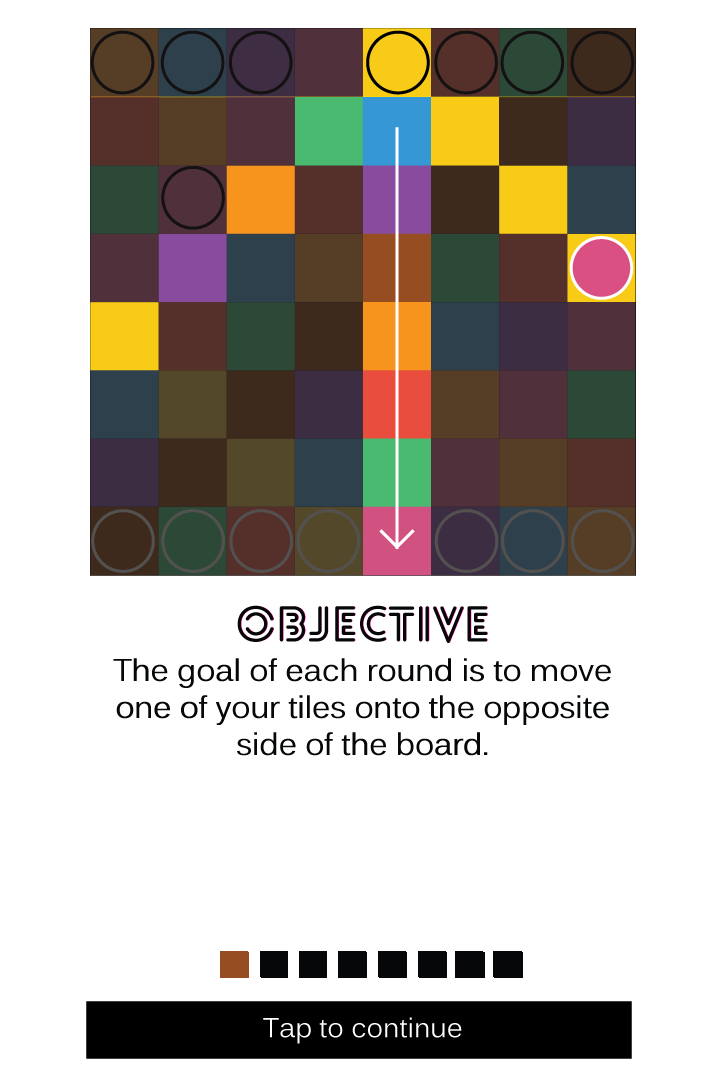 OBJECTIVE
The goal of each round is to move
one of your tiles onto the opposite
side of the board.
Tap to continue